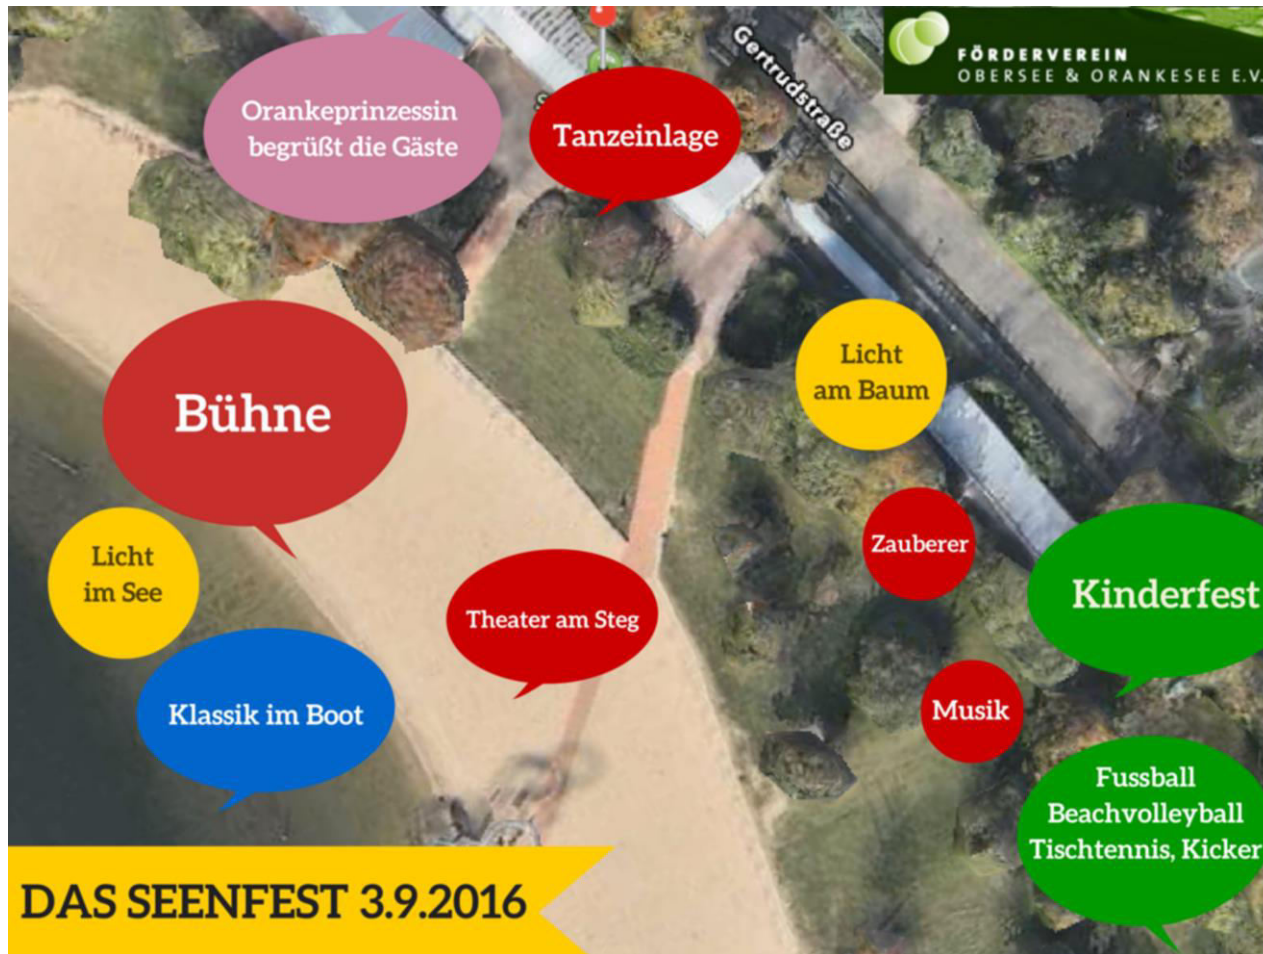 FÖRDERVEREIN
OBERSEE & ORANKESEE E.V.
Gertrudstraße
Orankeprinzessin
begrüßt die Gäste
Tanzeinlage
Licht
am Baum
Bühne
Zauberer
Licht
im See
Kinderfest
Theater am Steg
Klassik im Boot
Musik
Fussball
Beachvolleyball
Tischtennis, Kicker
DAS SEENFEST 3.9.2016